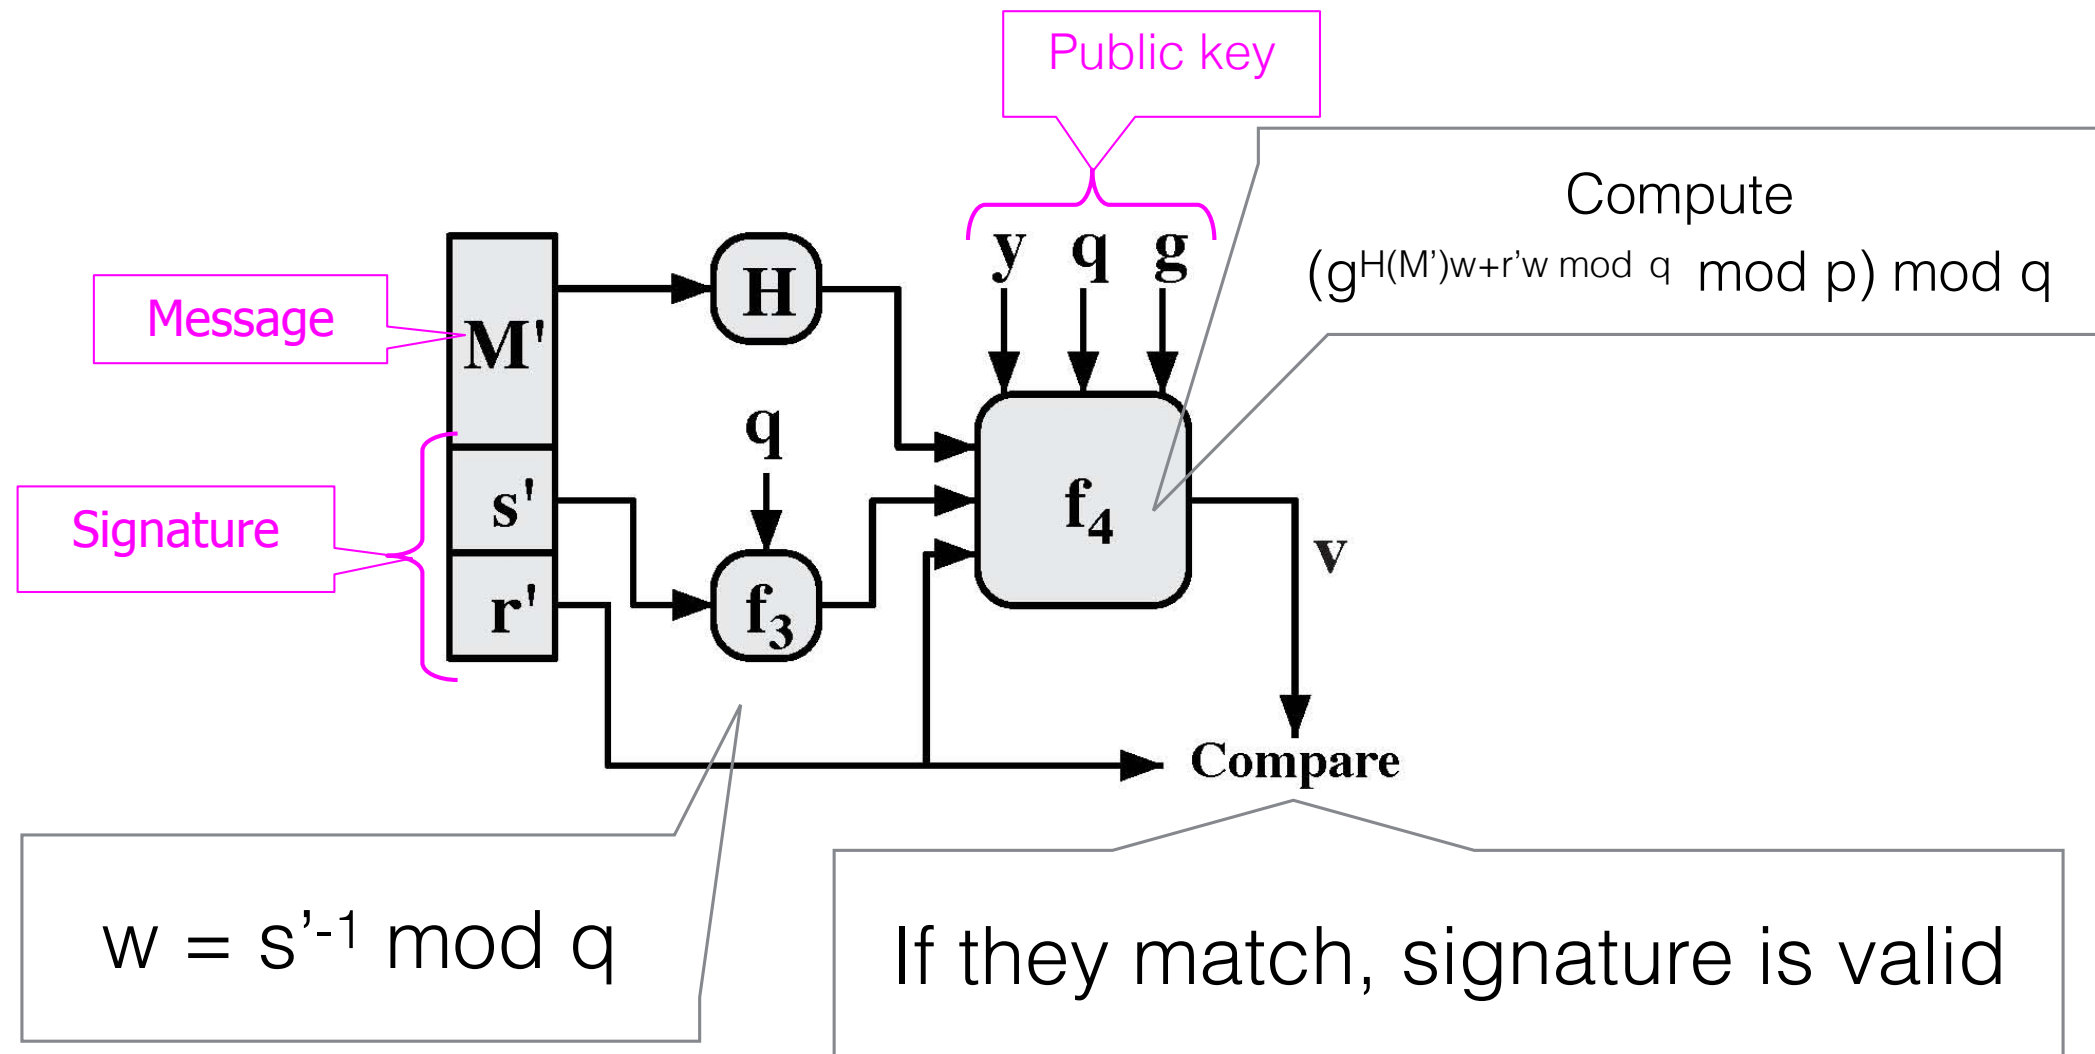 Public key
Compute
(g^H(M’)w+r’w mod q mod p) mod q
y q g
Message
M'
H
q
Signature
s'
r'
f₃
f₄
v
Compare
w = s’⁻¹ mod q
If they match, signature is valid